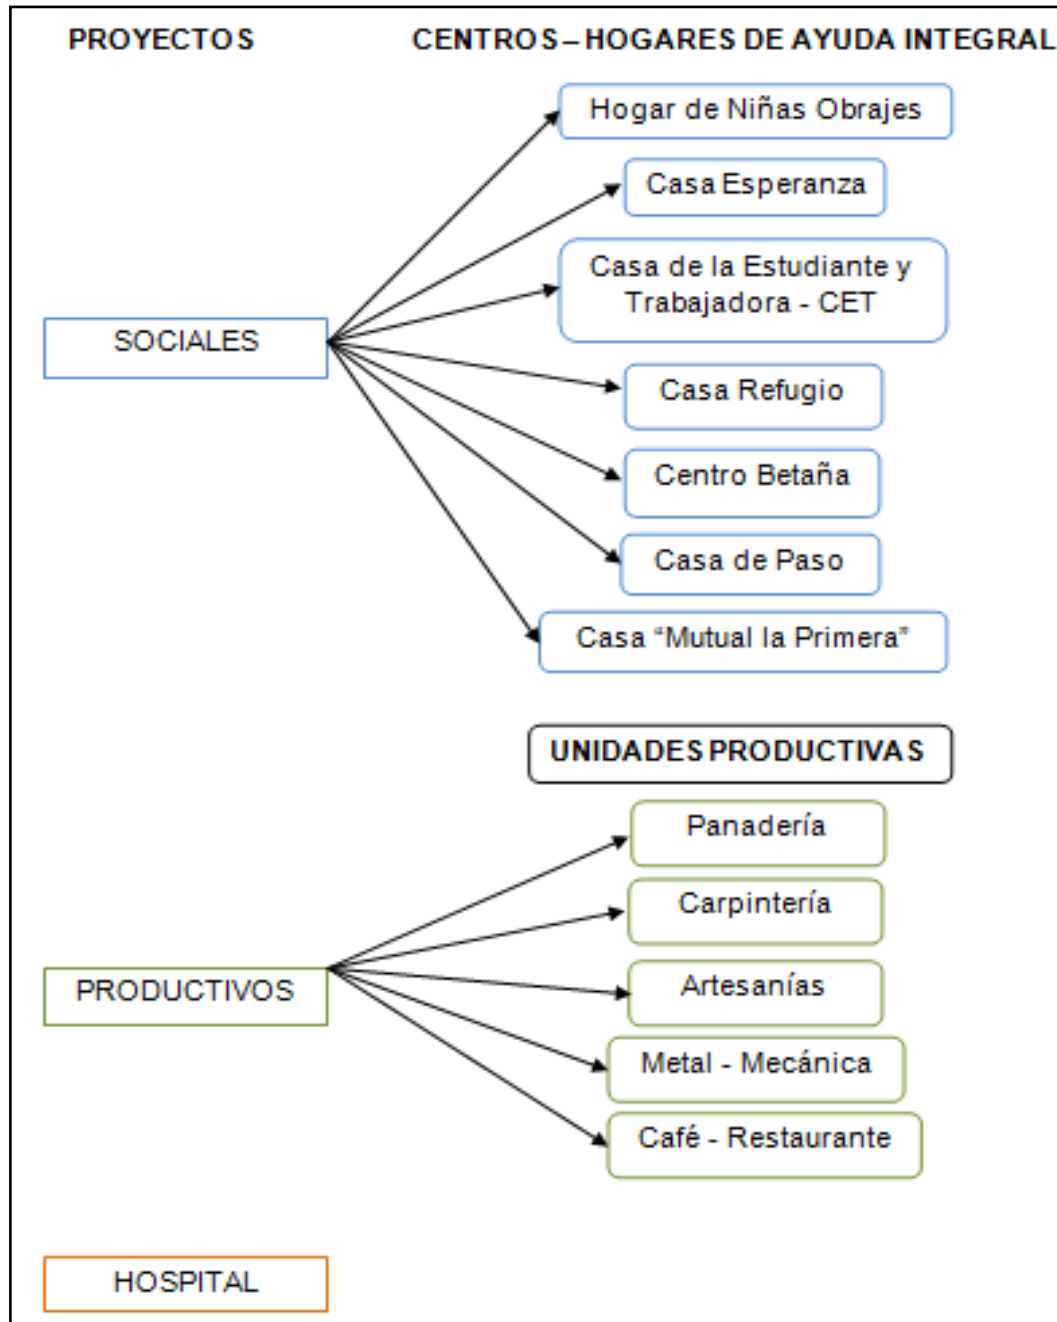 PROYECTOS
CENTROS – HOGARES DE AYUDA INTEGRAL
Hogar de Niñas Obrajes
Casa Esperanza
Casa de la Estudiante y
Trabajadora - CET
SOCIALES
Casa Refugio
Centro Betaña
Casa de Paso
Casa “Mutual la Primera”
UNIDADES PRODUCTIVAS
Panadería
Carpintería
PRODUCTIVOS
Artesanías
Metal - Mecánica
Café - Restaurante
HOSPITAL